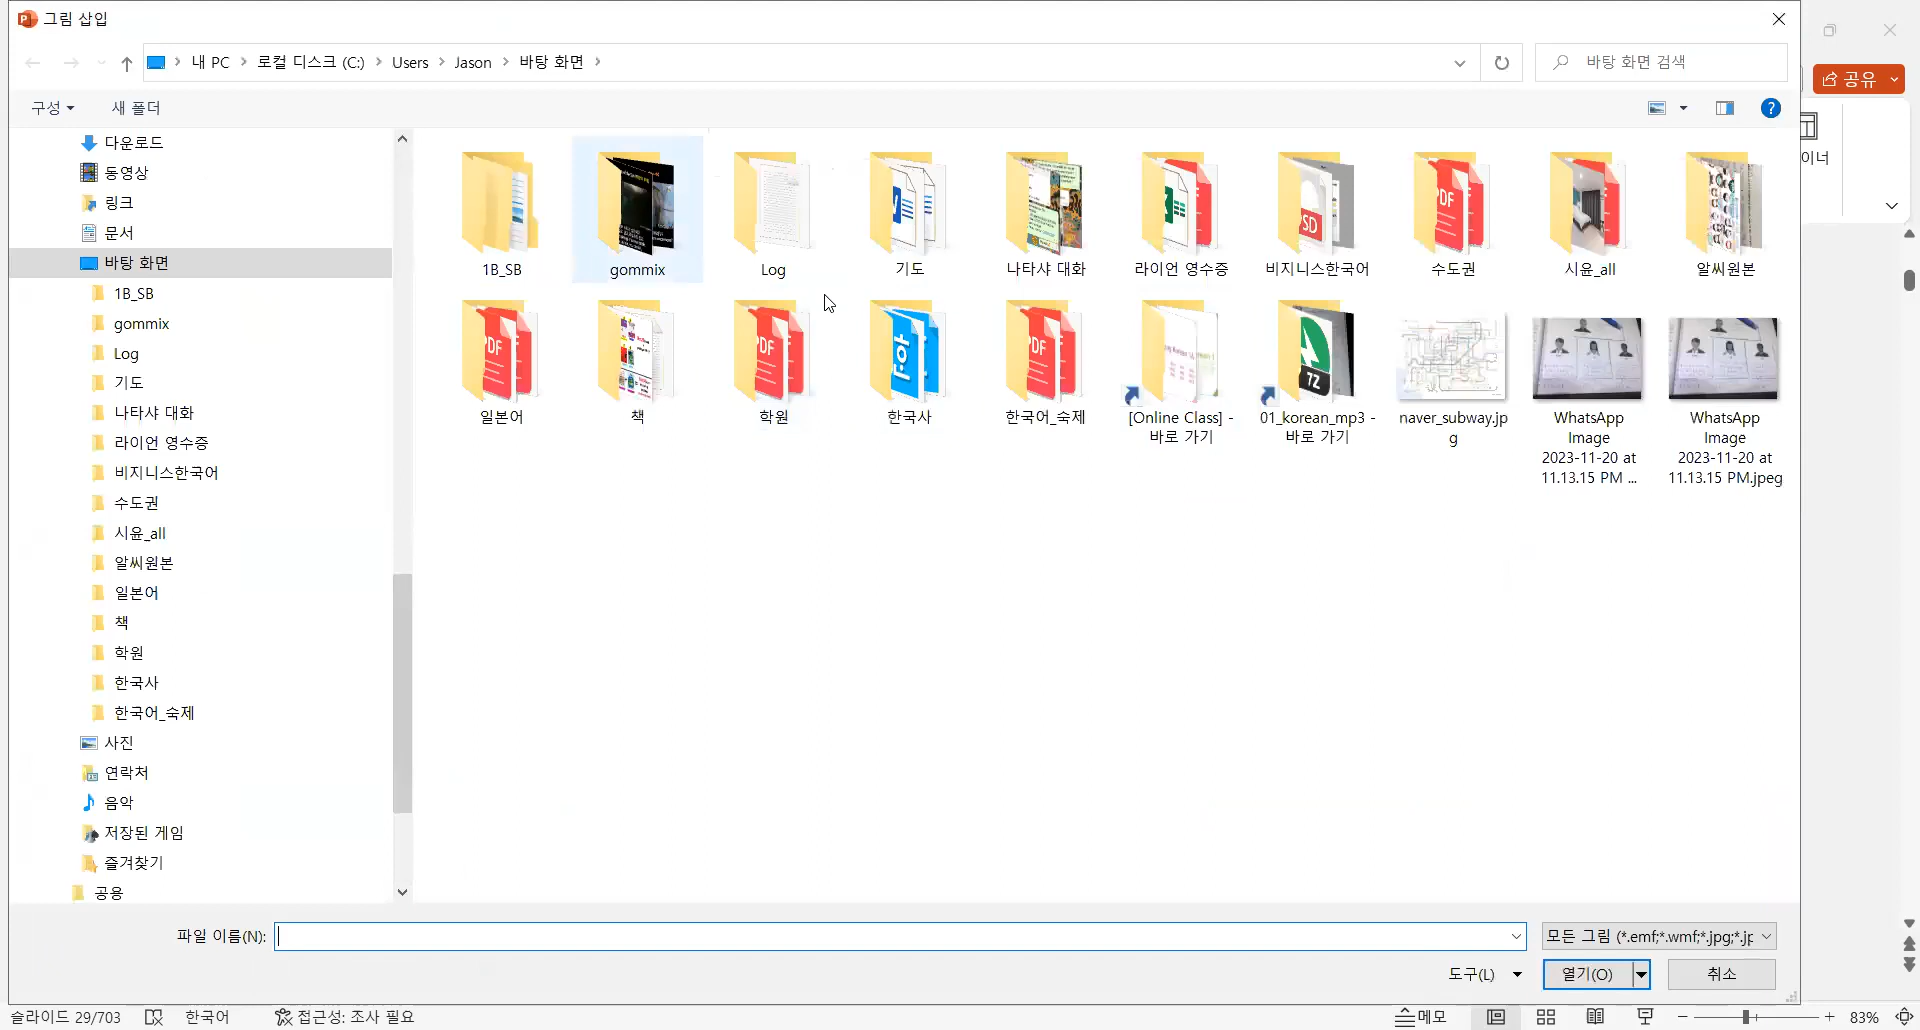 그림 삽입
내 PC > 로컬 디스크 (C:) > Users > Jason > 바탕 화면 >
바탕 화면 검색
공유
구성
새 폴더
이너
다운로드
동영상
링크
문서
바탕 화면
1B_SB
gommix
Log
기도
나타샤 대화
라이언 영수증
비지니스한국어
수도권
시윤_all
알씨원본
일본어
책
학원
한국사
한국어_숙제
사진
연락처
음악
저장된 게임
즐겨찾기
공용
1B_SB
gommix
Log
기도
나타샤 대화
라이언 영수증
비지니스한국어
수도권
시윤_all
알씨원본
일본어
책
학원
한국사
한국어_숙제
[Online Class] -
바로 가기
01_korean_mp3 -
바로 가기
naver_subway.jp
g
WhatsApp
Image
2023-11-20 at
11.13.15 PM ...
WhatsApp
Image
2023-11-20 at
11.13.15 PM.jpeg
파일 이름(N):
모든 그림 (*.emf;*.wmf;*.jpg;*.jp
도구(L)
열기(O)
취소
슬라이드 29/703
한국어
접근성: 조사 필요
메모
83%